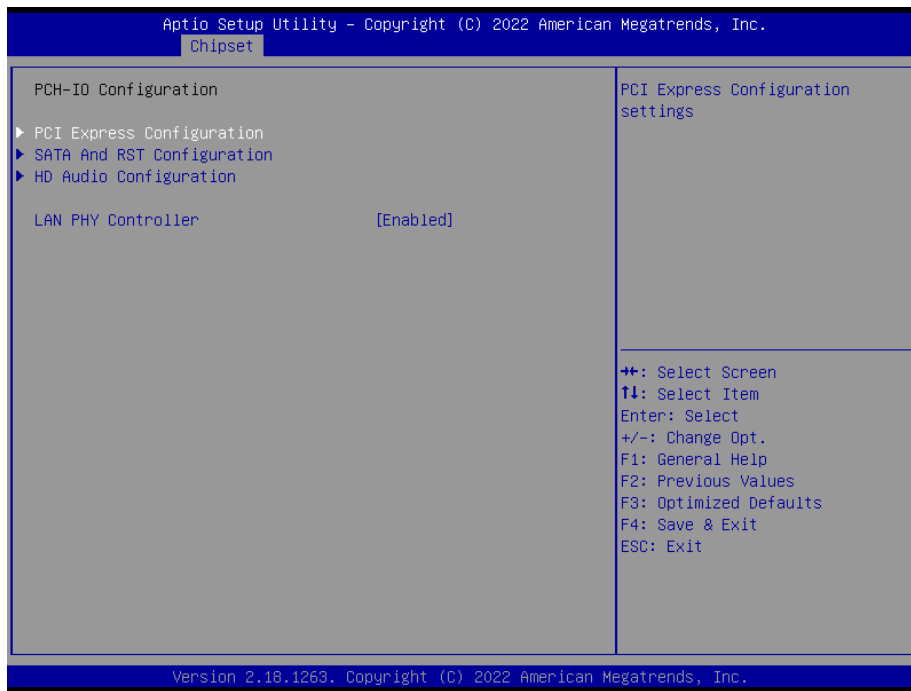 Aptio Setup Utility – Copyright (C) 2022 American Megatrends, Inc.
Chipset
PCH-IO Configuration
▶ PCI Express Configuration
▶ SATA And RST Configuration
▶ HD Audio Configuration
LAN PHY Controller [Enabled]
PCI Express Configuration
settings
→←: Select Screen
↑↓: Select Item
Enter: Select
+/-: Change Opt.
F1: General Help
F2: Previous Values
F3: Optimized Defaults
F4: Save & Exit
ESC: Exit
Version 2.18.1263. Copyright (C) 2022 American Megatrends, Inc.